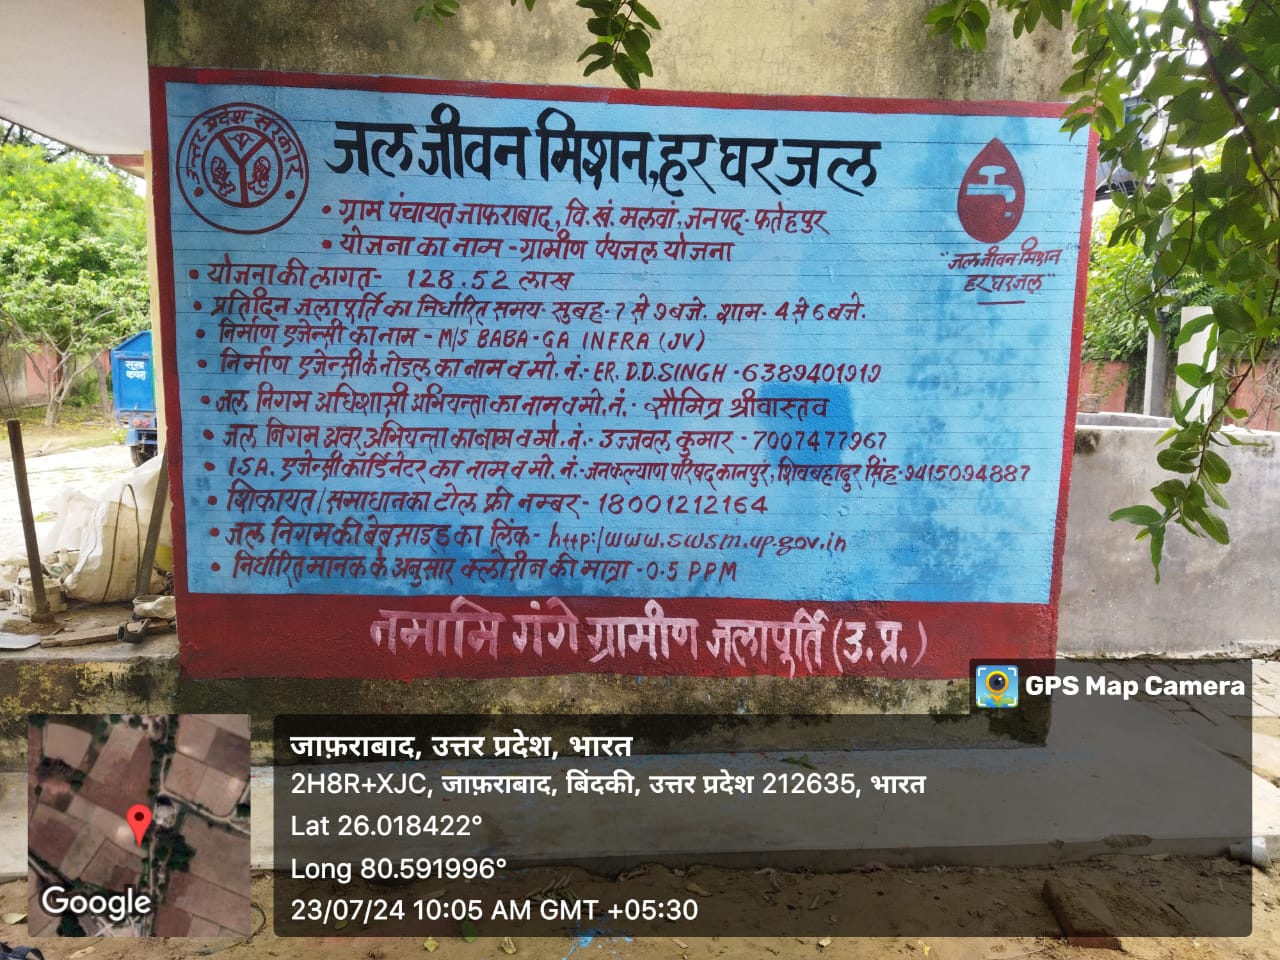 उत्तर प्रदेश सरकार
जल जीवन मिशन, हर घर जल
• ग्राम पंचायत जाफराबाद, वि.खं. मलवां, जनपद- फतेहपुर
• योजना का नाम - ग्रामीण पेयजल योजना
• योजना की लागत- 128.52 लाख
• प्रतिदिन जलापूर्ति का निर्धारित समय- सुबह- 7 से 9 बजे. शाम- 4 से 6 बजे.
• निर्माण एजेन्सी का नाम - M/S BABA-GA INFRA (JV)
• निर्माण एजेन्सी के नोडल का नाम व मो. नं.- ER. D.D.SINGH - 6389401919
• जल निगम अधिशासी अभियन्ता का नाम व मो. नं. - सौमित्र श्रीवास्तव
• जल निगम अवर अभियन्ता का नाम व मो. नं.- उज्जवल कुमार - 7007477967
• I.S.A. एजेन्सी कॉर्डिनेटर का नाम व मो. नं.- जनकल्याण परिषद कानपुर, शिवबहादुर सिंह- 9415094887
• शिकायत / समाधान का टोल फ्री नम्बर - 18001212164
• जल निगम की बेबसाइड का लिंक - http:/www.swsm.up.gov.in
• निर्धारित मानक के अनुसार क्लोरीन की मात्रा - 0.5 PPM
"जल जीवन मिशन
हर घर जल"
नमामि गंगे ग्रामीण जलापूर्ति (उ.प्र.)
सूखा
कचरा
GPS Map Camera
जाफ़राबाद, उत्तर प्रदेश, भारत
2H8R+XJC, जाफ़राबाद, बिंदकी, उत्तर प्रदेश 212635, भारत
Lat 26.018422°
Long 80.591996°
23/07/24 10:05 AM GMT +05:30
Google